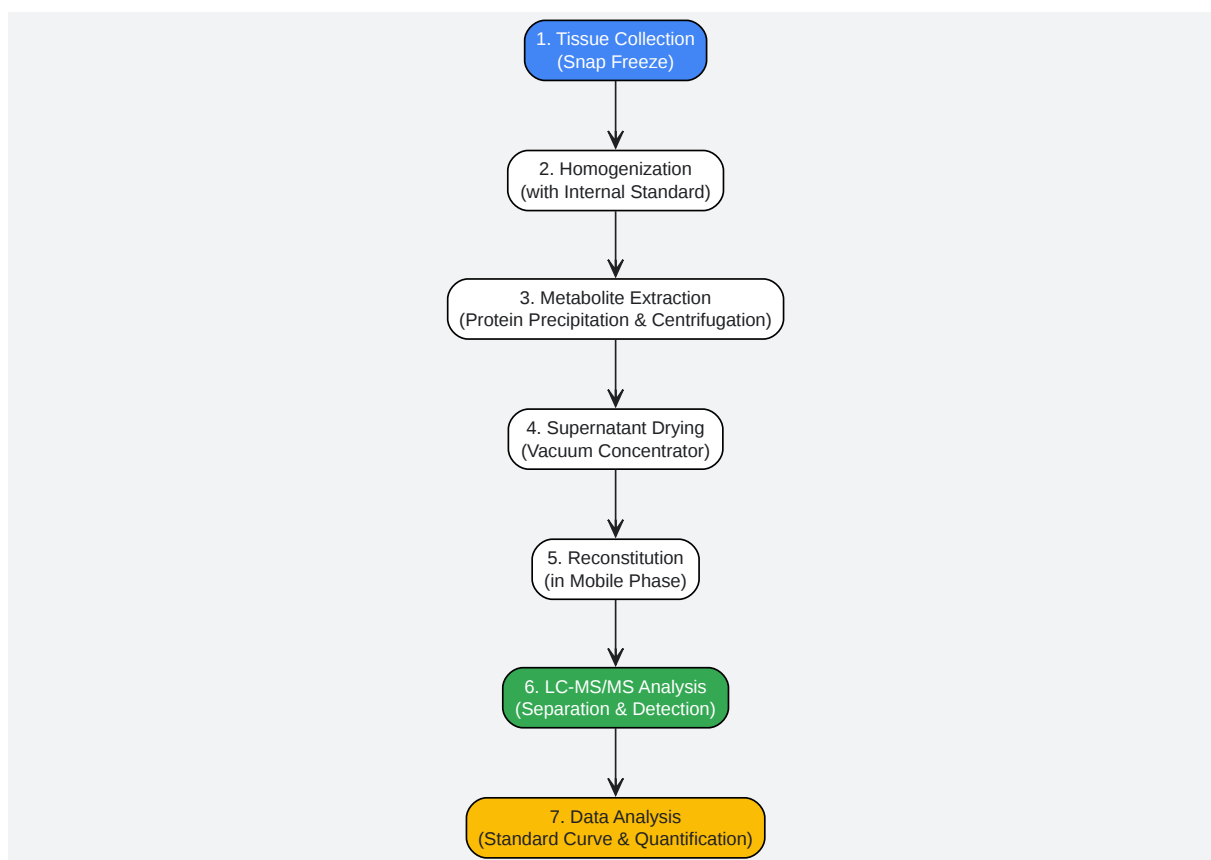 1. Tissue Collection
(Snap Freeze)
2. Homogenization
(with Internal Standard)
3. Metabolite Extraction
(Protein Precipitation & Centrifugation)
4. Supernatant Drying
(Vacuum Concentrator)
5. Reconstitution
(in Mobile Phase)
6. LC-MS/MS Analysis
(Separation & Detection)
7. Data Analysis
(Standard Curve & Quantification)